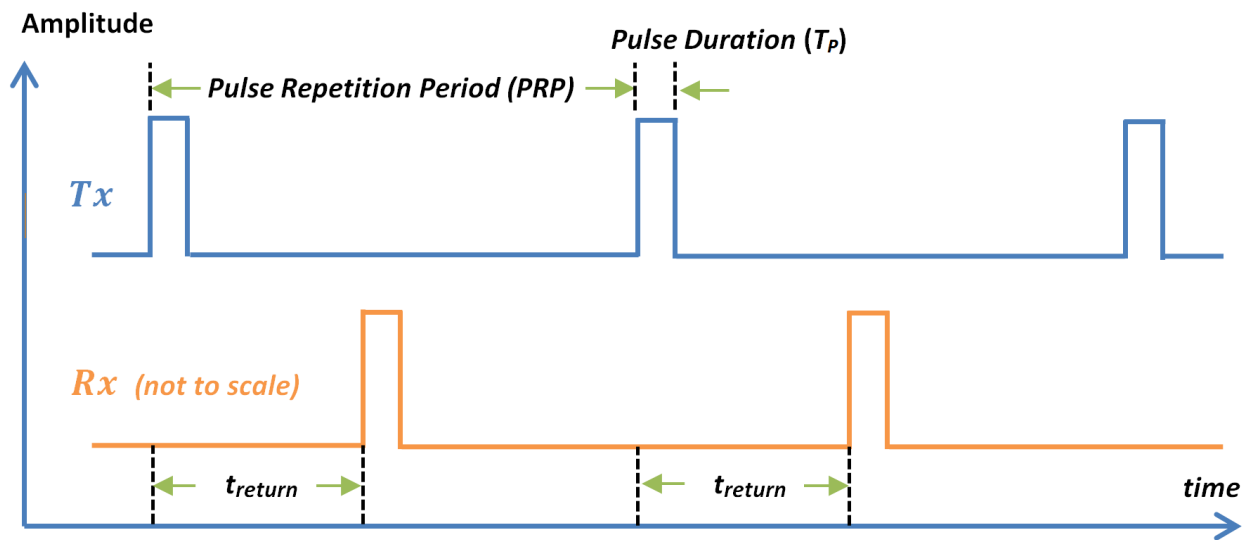 Amplitude
Pulse Duration (TP)
Pulse Repetition Period (PRP)
Tx
Rx (not to scale)
treturn
treturn
time